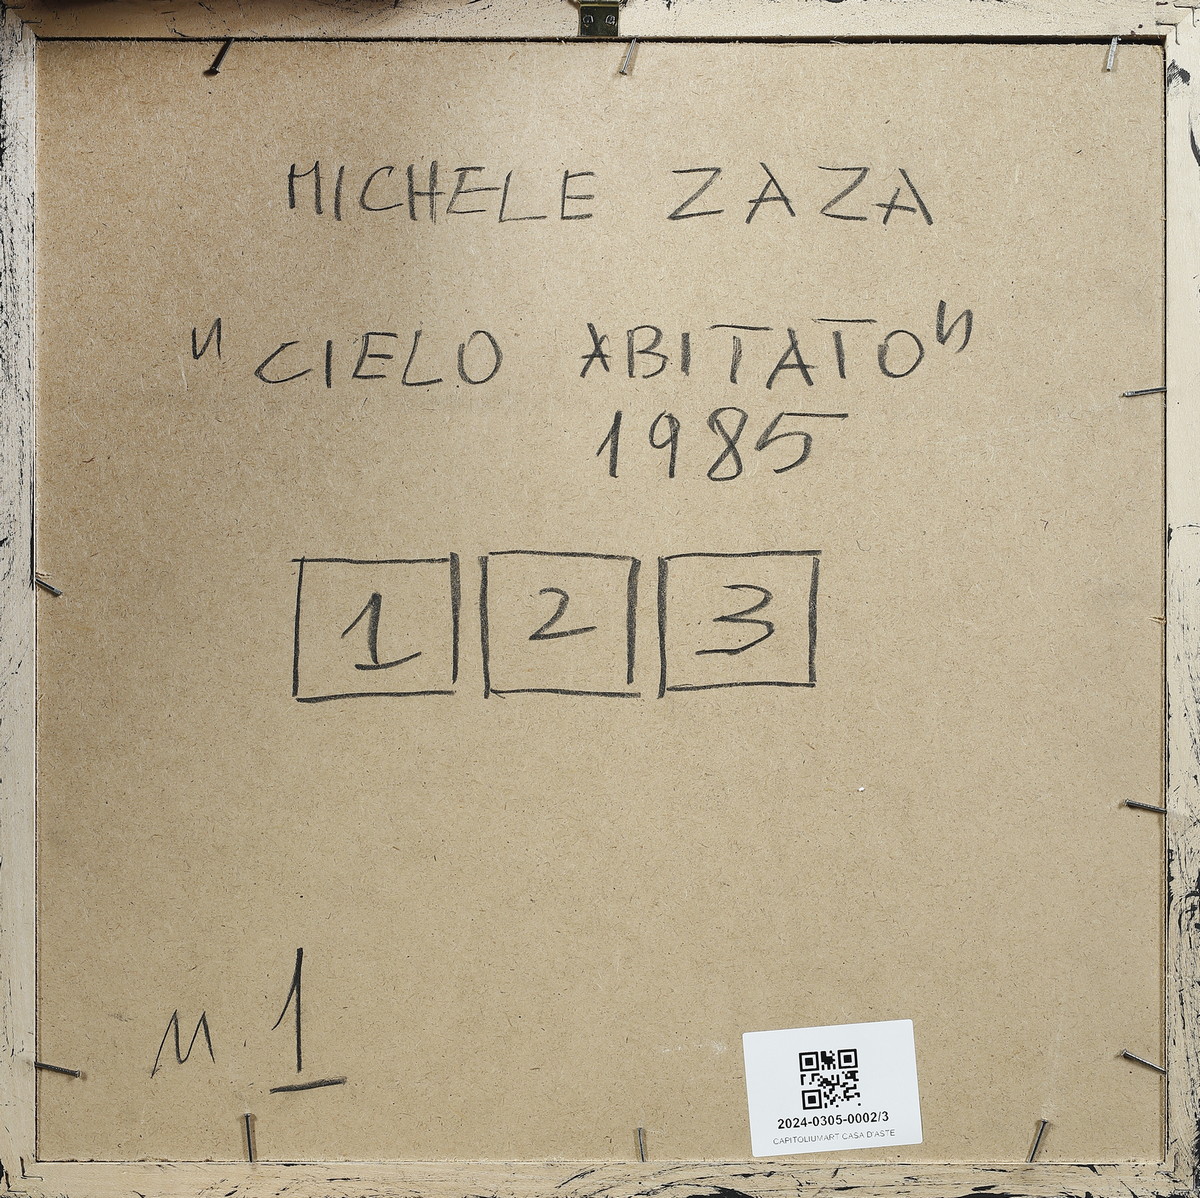 MICHELE ZAZA
"CIELO ABITATO"
1985
1 2 3
n 1
2024-0305-0002/3
CAPITOLIUMART CASA D'ASTE